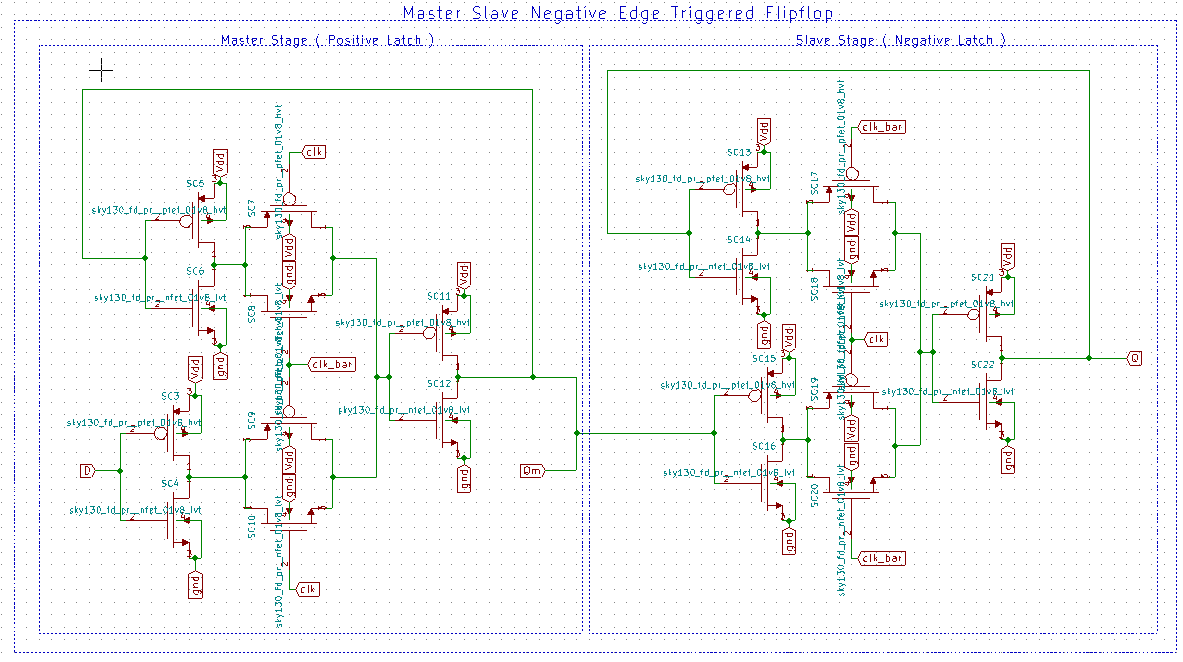 Master Slave Negative Edge Triggered Flipflop
Master Stage ( Positive Latch )
Slave Stage ( Negative Latch )
Vdd
SC5
sky130_fd_pr__pfet_01v8_hvt
SC6
sky130_fd_pr__nfet_01v8_lvt
gnd
clk
SC7
sky130_fd_pr__pfet_01v8_hvt
Vdd
gnd
SC8
clk_bar
Vdd
SC3
sky130_fd_pr__pfet_01v8_hvt
D
SC4
sky130_fd_pr__nfet_01v8_lvt
gnd
SC9
Vdd
gnd
SC10
sky130_fd_pr__nfet_01v8_lvt
clk
Vdd
SC11
sky130_fd_pr__pfet_01v8_hvt
SC12
sky130_fd_pr__nfet_01v8_lvt
gnd
Qm
Vdd
SC13
sky130_fd_pr__pfet_01v8_hvt
SC14
sky130_fd_pr__nfet_01v8_lvt
gnd
clk_bar
SC17
sky130_fd_pr__pfet_01v8_hvt
Vdd
gnd
SC18
clk
Vdd
SC15
sky130_fd_pr__pfet_01v8_hvt
SC16
sky130_fd_pr__nfet_01v8_lvt
gnd
SC19
Vdd
gnd
SC20
sky130_fd_pr__nfet_01v8_lvt
clk_bar
Vdd
SC21
sky130_fd_pr__pfet_01v8_hvt
SC22
sky130_fd_pr__nfet_01v8_lvt
gnd
Q